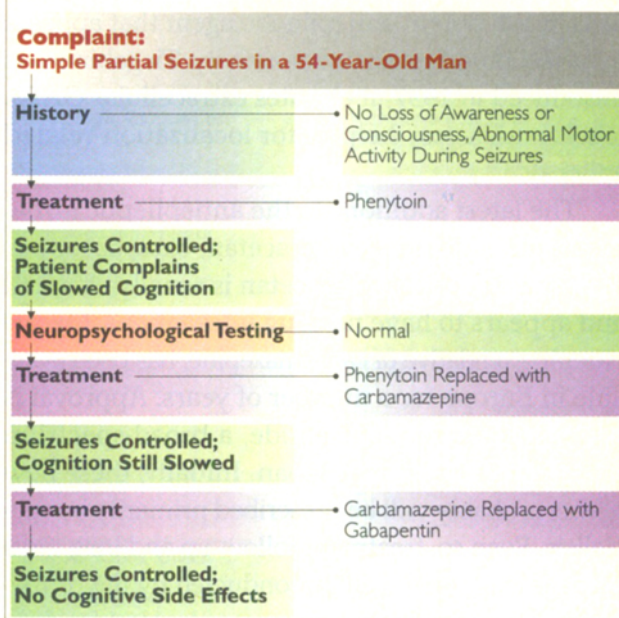 Complaint:
Simple Partial Seizures in a 54-Year-Old Man
History
No Loss of Awareness or
Consciousness, Abnormal Motor
Activity During Seizures
Treatment
Phenytoin
Seizures Controlled;
Patient Complains
of Slowed Cognition
Neuropsychological Testing
Normal
Treatment
Phenytoin Replaced with
Carbamazepine
Seizures Controlled;
Cognition Still Slowed
Treatment
Carbamazepine Replaced with
Gabapentin
Seizures Controlled;
No Cognitive Side Effects